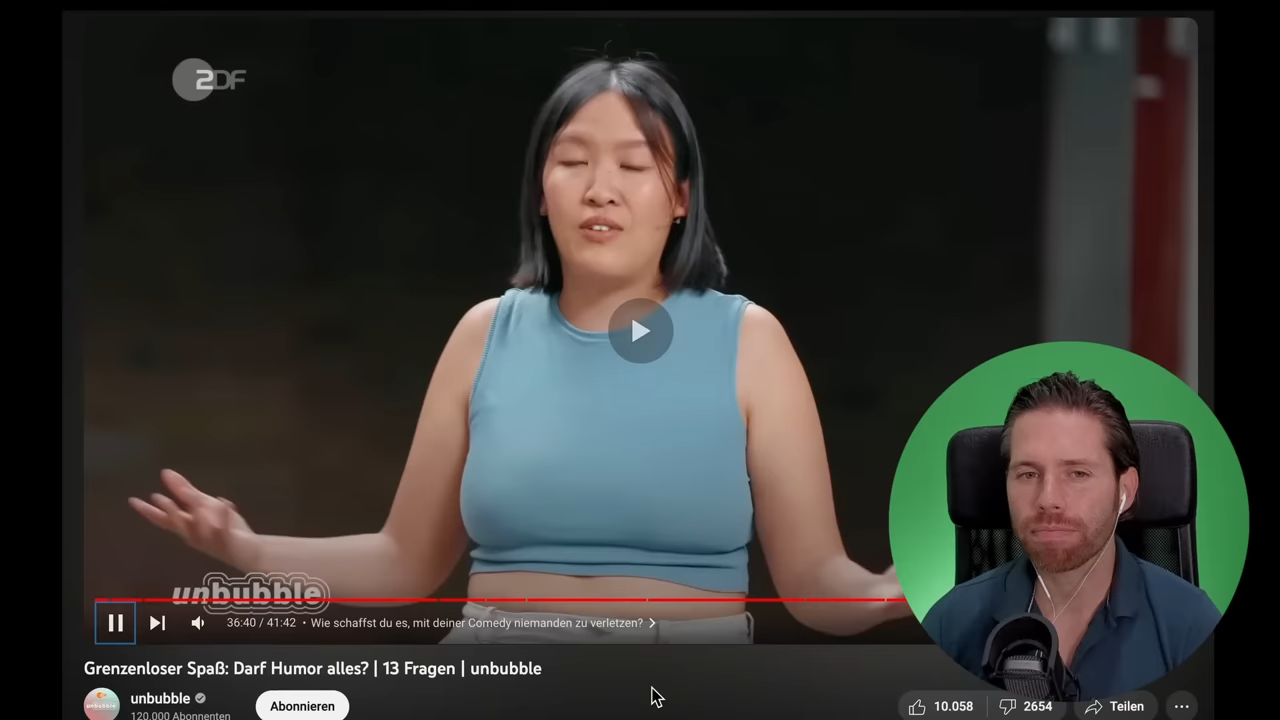 ZDF
unbubble
36:40 / 41:42 • Wie schaffst du es, mit deiner Comedy niemanden zu verletzen?
Grenzenloser Spaß: Darf Humor alles? | 13 Fragen | unbubble
unbubble
120.000 Abonnenten
Abonnieren
10.058
2654
Teilen